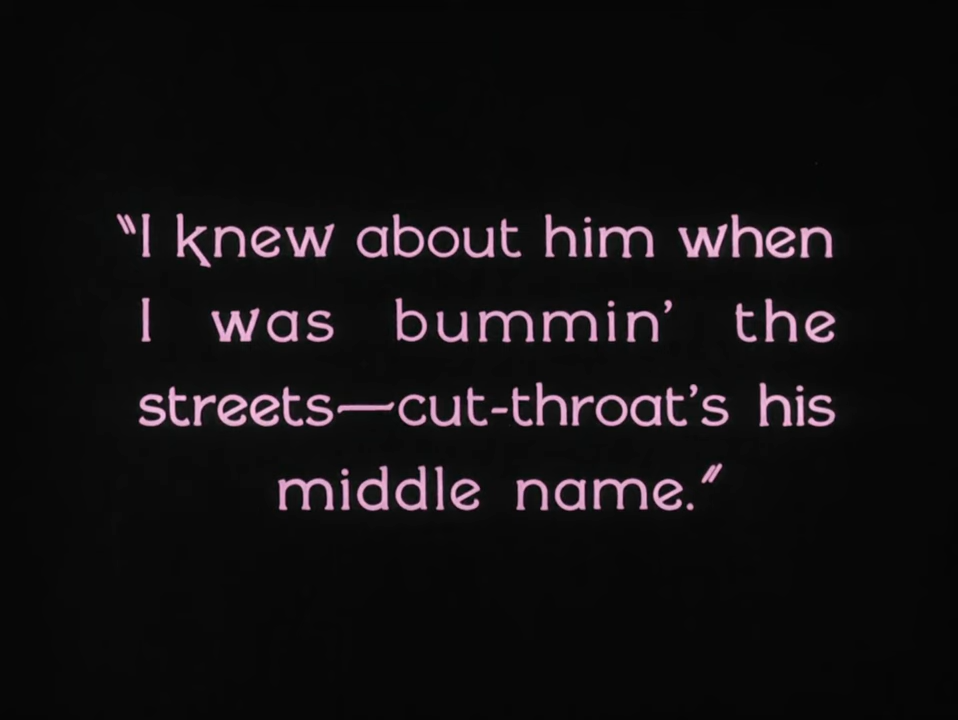 “I knew about him when
I was bummin’ the
streets—cut-throat’s his
middle name.”